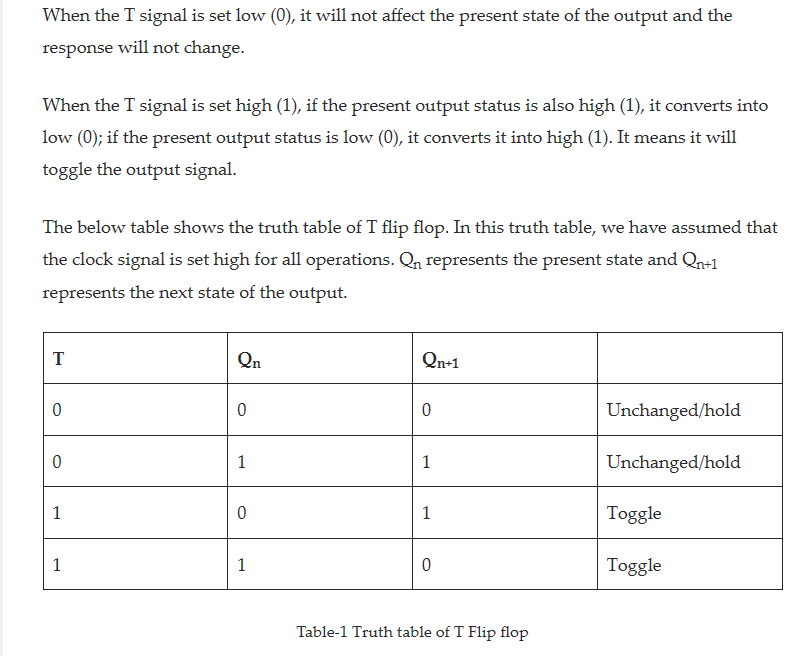 When the T signal is set low (0), it will not affect the present state of the output and the
response will not change.
When the T signal is set high (1), if the present output status is also high (1), it converts into
low (0); if the present output status is low (0), it converts it into high (1). It means it will
toggle the output signal.
The below table shows the truth table of T flip flop. In this truth table, we have assumed that
the clock signal is set high for all operations. Qn represents the present state and Qn+1
represents the next state of the output.
T Qn Qn+1
0 0 0 Unchanged/hold
0 1 1 Unchanged/hold
1 0 1 Toggle
1 1 0 Toggle
Table-1 Truth table of T Flip flop